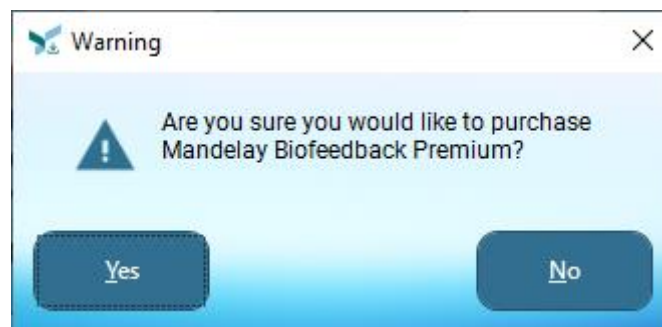 Warning
Are you sure you would like to purchase
Mandelay Biofeedback Premium?
Yes
No